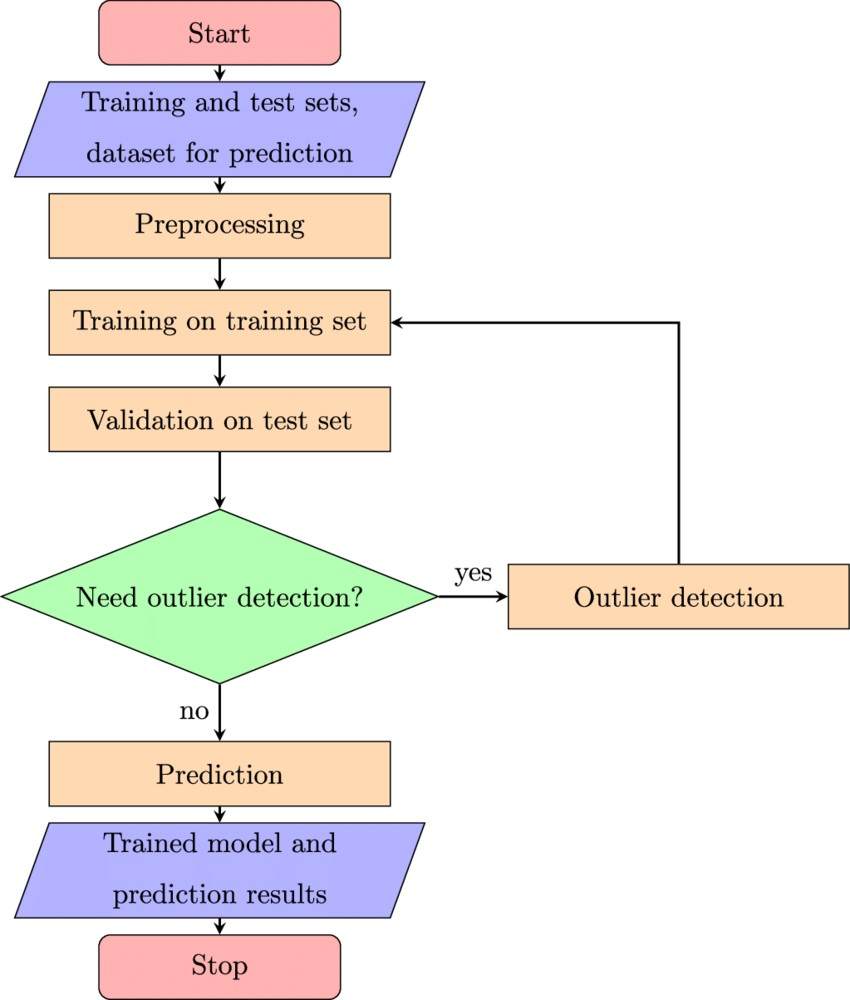 Start
Training and test sets,
dataset for prediction
Preprocessing
Training on training set
Validation on test set
Need outlier detection?
yes
Outlier detection
no
Prediction
Trained model and
prediction results
Stop